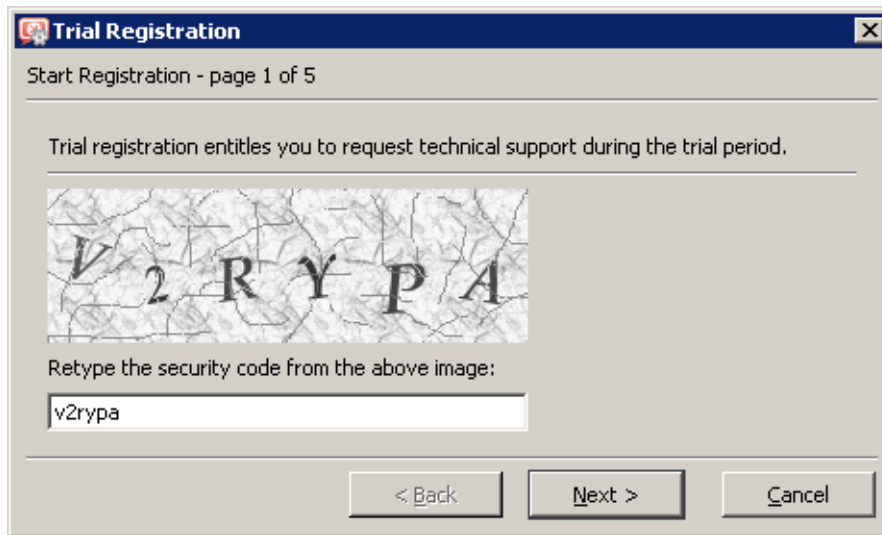 Trial Registration
Start Registration - page 1 of 5
Trial registration entitles you to request technical support during the trial period.
V2RYPA
Retype the security code from the above image:
v2rypa
< Back Next > Cancel